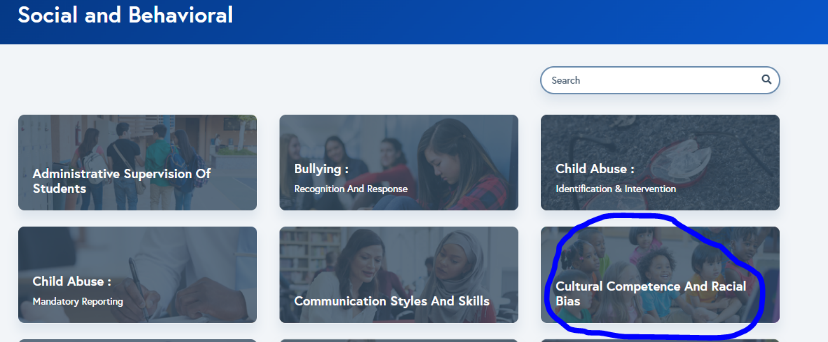 Social and Behavioral
Search
Administrative Supervision Of
Students
Bullying :
Recognition And Response
Child Abuse :
Identification & Intervention
Child Abuse :
Mandatory Reporting
Communication Styles And Skills
Cultural Competence And Racial
Bias